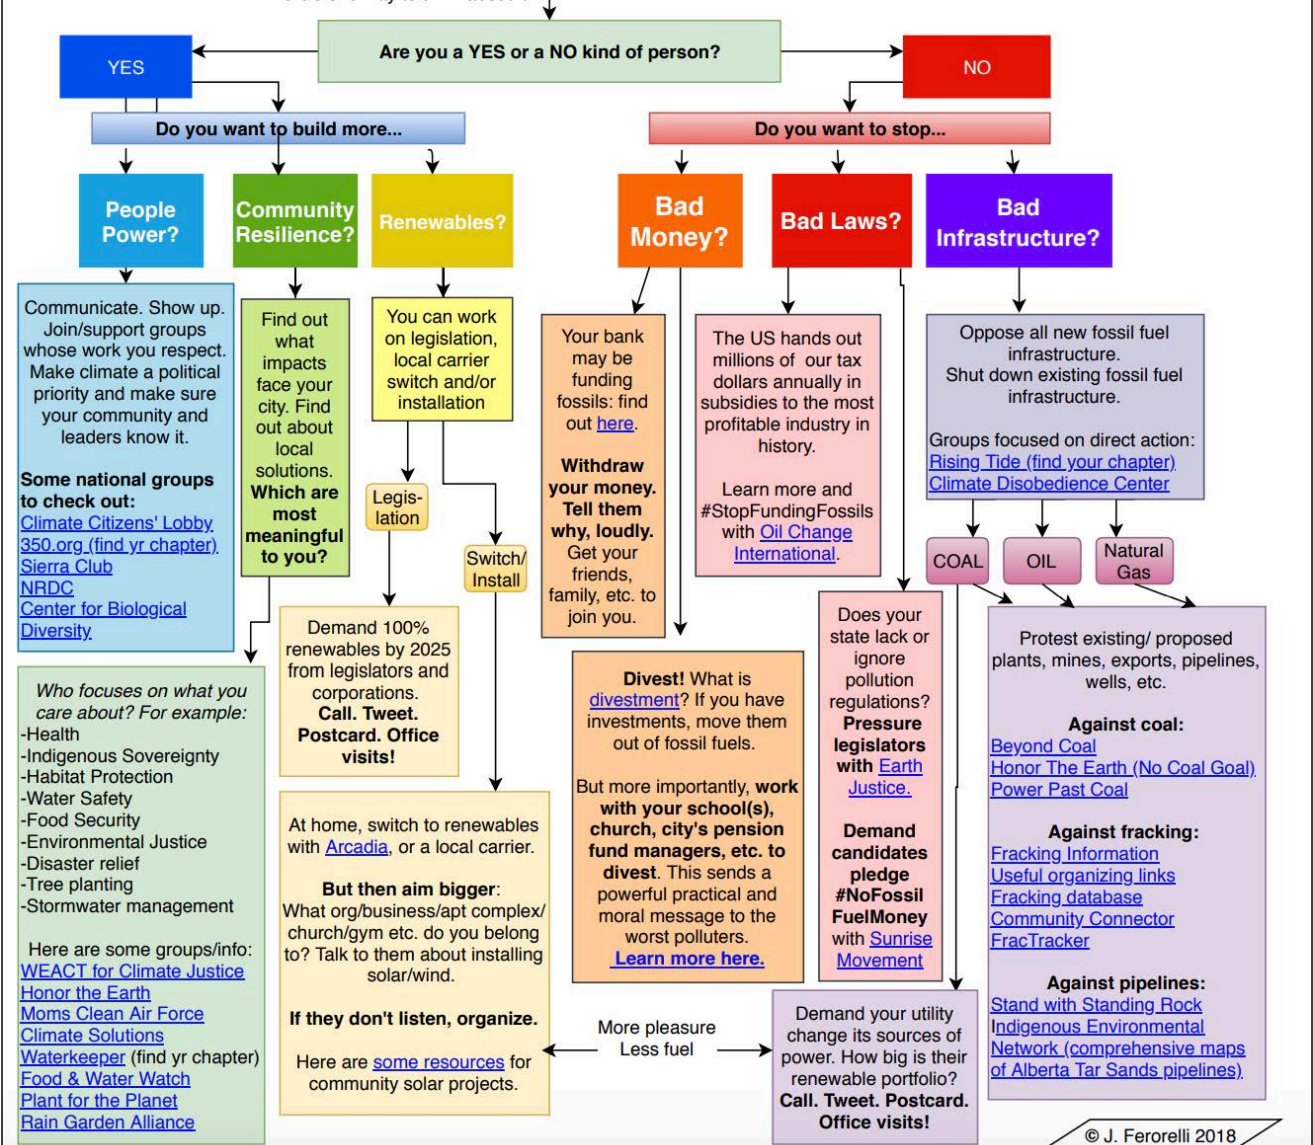 Are you a YES or a NO kind of person?
YES
NO
Do you want to build more...
Do you want to stop...
People
Power?
Community
Resilience?
Renewables?
Bad
Money?
Bad Laws?
Bad
Infrastructure?
Communicate. Show up.
Join/support groups
whose work you respect.
Make climate a political
priority and make sure
your community and
leaders know it.
Some national groups
to check out:
Climate Citizens' Lobby
350.org (find yr chapter)
Sierra Club
NRDC
Center for Biological
Diversity
Find out
what
impacts
face your
city. Find
out about
local
solutions.
Which are
most
meaningful
to you?
Who focuses on what you
care about? For example:
-Health
-Indigenous Sovereignty
-Habitat Protection
-Water Safety
-Food Security
-Environmental Justice
-Disaster relief
-Tree planting
-Stormwater management
Here are some groups/info:
WEACT for Climate Justice
Honor the Earth
Moms Clean Air Force
Climate Solutions
Waterkeeper (find yr chapter)
Food & Water Watch
Plant for the Planet
Rain Garden Alliance
You can work
on legislation,
local carrier
switch and/or
installation
Legis-
lation
Switch/
Install
Demand 100%
renewables by 2025
from legislators and
corporations.
Call. Tweet.
Postcard. Office
visits!
At home, switch to renewables
with Arcadia, or a local carrier.
But then aim bigger:
What org/business/apt complex/
church/gym etc. do you belong
to? Talk to them about installing
solar/wind.
If they don't listen, organize.
Here are some resources for
community solar projects.
More pleasure
Less fuel
Your bank
may be
funding
fossils: find
out here.
Withdraw
your money.
Tell them
why, loudly.
Get your
friends,
family, etc. to
join you.
Divest! What is
divestment? If you have
investments, move them
out of fossil fuels.
But more importantly, work
with your school(s),
church, city's pension
fund managers, etc. to
divest. This sends a
powerful practical and
moral message to the
worst polluters.
Learn more here.
The US hands out
millions of our tax
dollars annually in
subsidies to the most
profitable industry in
history.
Learn more and
#StopFundingFossils
with Oil Change
International.
Does your
state lack or
ignore
pollution
regulations?
Pressure
legislators
with Earth
Justice.
Demand
candidates
pledge
#NoFossil
FuelMoney
with Sunrise
Movement
Oppose all new fossil fuel
infrastructure.
Shut down existing fossil fuel
infrastructure.
Groups focused on direct action:
Rising Tide (find your chapter)
Climate Disobedience Center
COAL
OIL
Natural
Gas
Protest existing/ proposed
plants, mines, exports, pipelines,
wells, etc.
Against coal:
Beyond Coal
Honor The Earth (No Coal Goal)
Power Past Coal
Against fracking:
Fracking Information
Useful organizing links
Fracking database
Community Connector
FracTracker
Against pipelines:
Stand with Standing Rock
Indigenous Environmental
Network (comprehensive maps
of Alberta Tar Sands pipelines)
Demand your utility
change its sources of
power. How big is their
renewable portfolio?
Call. Tweet. Postcard.
Office visits!
© J. Ferorelli 2018